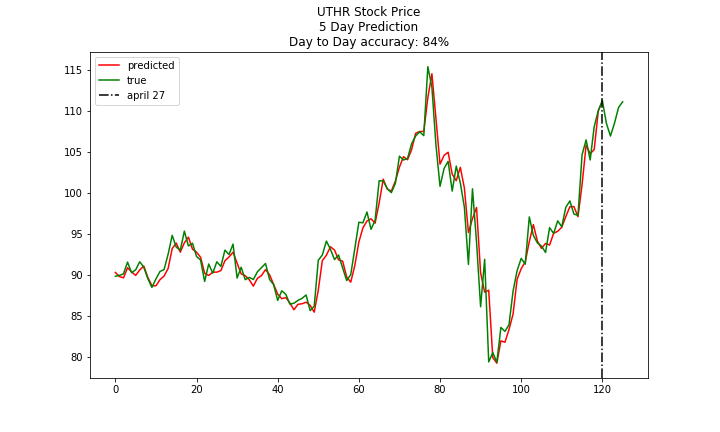 UTHR Stock Price
5 Day Prediction
Day to Day accuracy: 84%
predicted
true
april 27
115
110
105
100
95
90
85
80
0
20
40
60
80
100
120